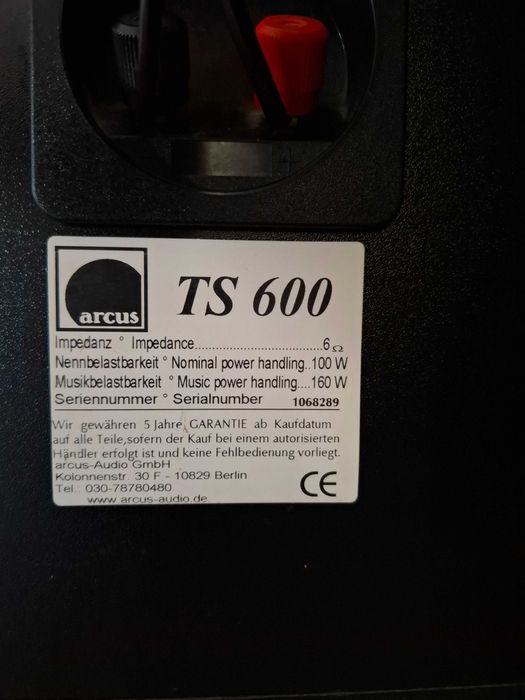 - +
arcus
TS 600
Impedanz ° Impedance....................................6Ω
Nennbelastbarkeit ° Nominal power handling..100 W
Musikbelastbarkeit ° Music power handling....160 W
Seriennummer ° Serialnumber 1068289
Wir gewähren 5 Jahre GARANTIE ab Kaufdatum
auf alle Teile,sofern der Kauf bei einem autorisierten
Händler erfolgt ist und keine Fehlbedienung vorliegt.
arcus-Audio GmbH
Kolonnenstr. 30 F - 10829 Berlin
Tel.: 030-78780480
www.arcus-audio.de
CE